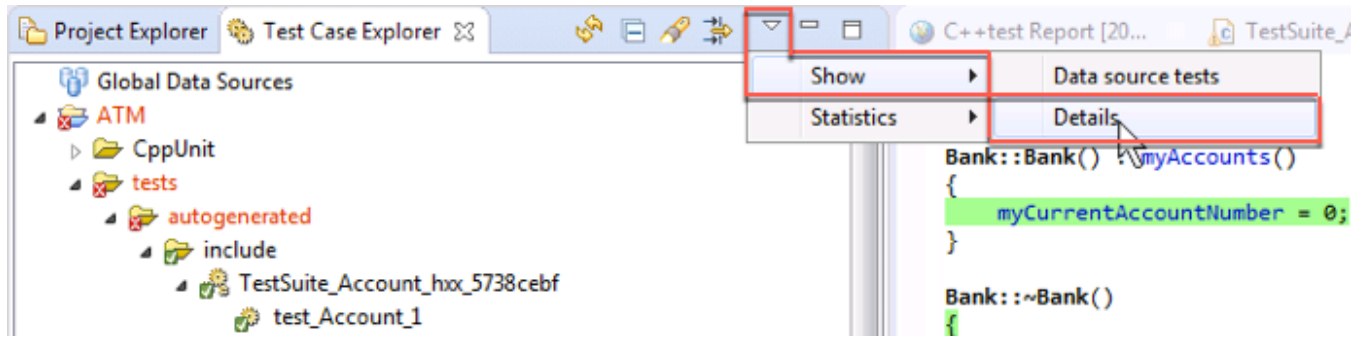 Project Explorer Test Case Explorer C++test Report [20... TestSuite_A
Global Data Sources
ATM
CppUnit
tests
autogenerated
include
TestSuite_Account_hxx_5738cebf
test_Account_1
Show Data source tests
Statistics Details
Bank::Bank() : myAccounts()
{
myCurrentAccountNumber = 0;
}
Bank::~Bank()
{